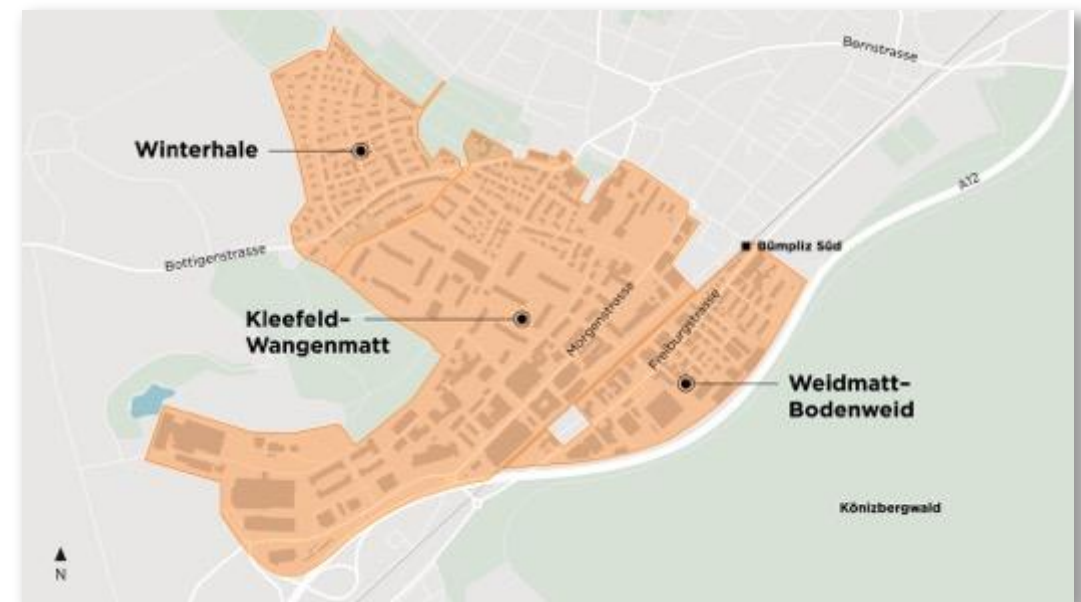 Bernstrasse
Winterhale
A12
Bümpliz Süd
Bottigenstrasse
Kleefeld–
Wangenmatt
Morgenstrasse
Freiburgstrasse
Weidmatt–
Bodenweid
Könizbergwald
N